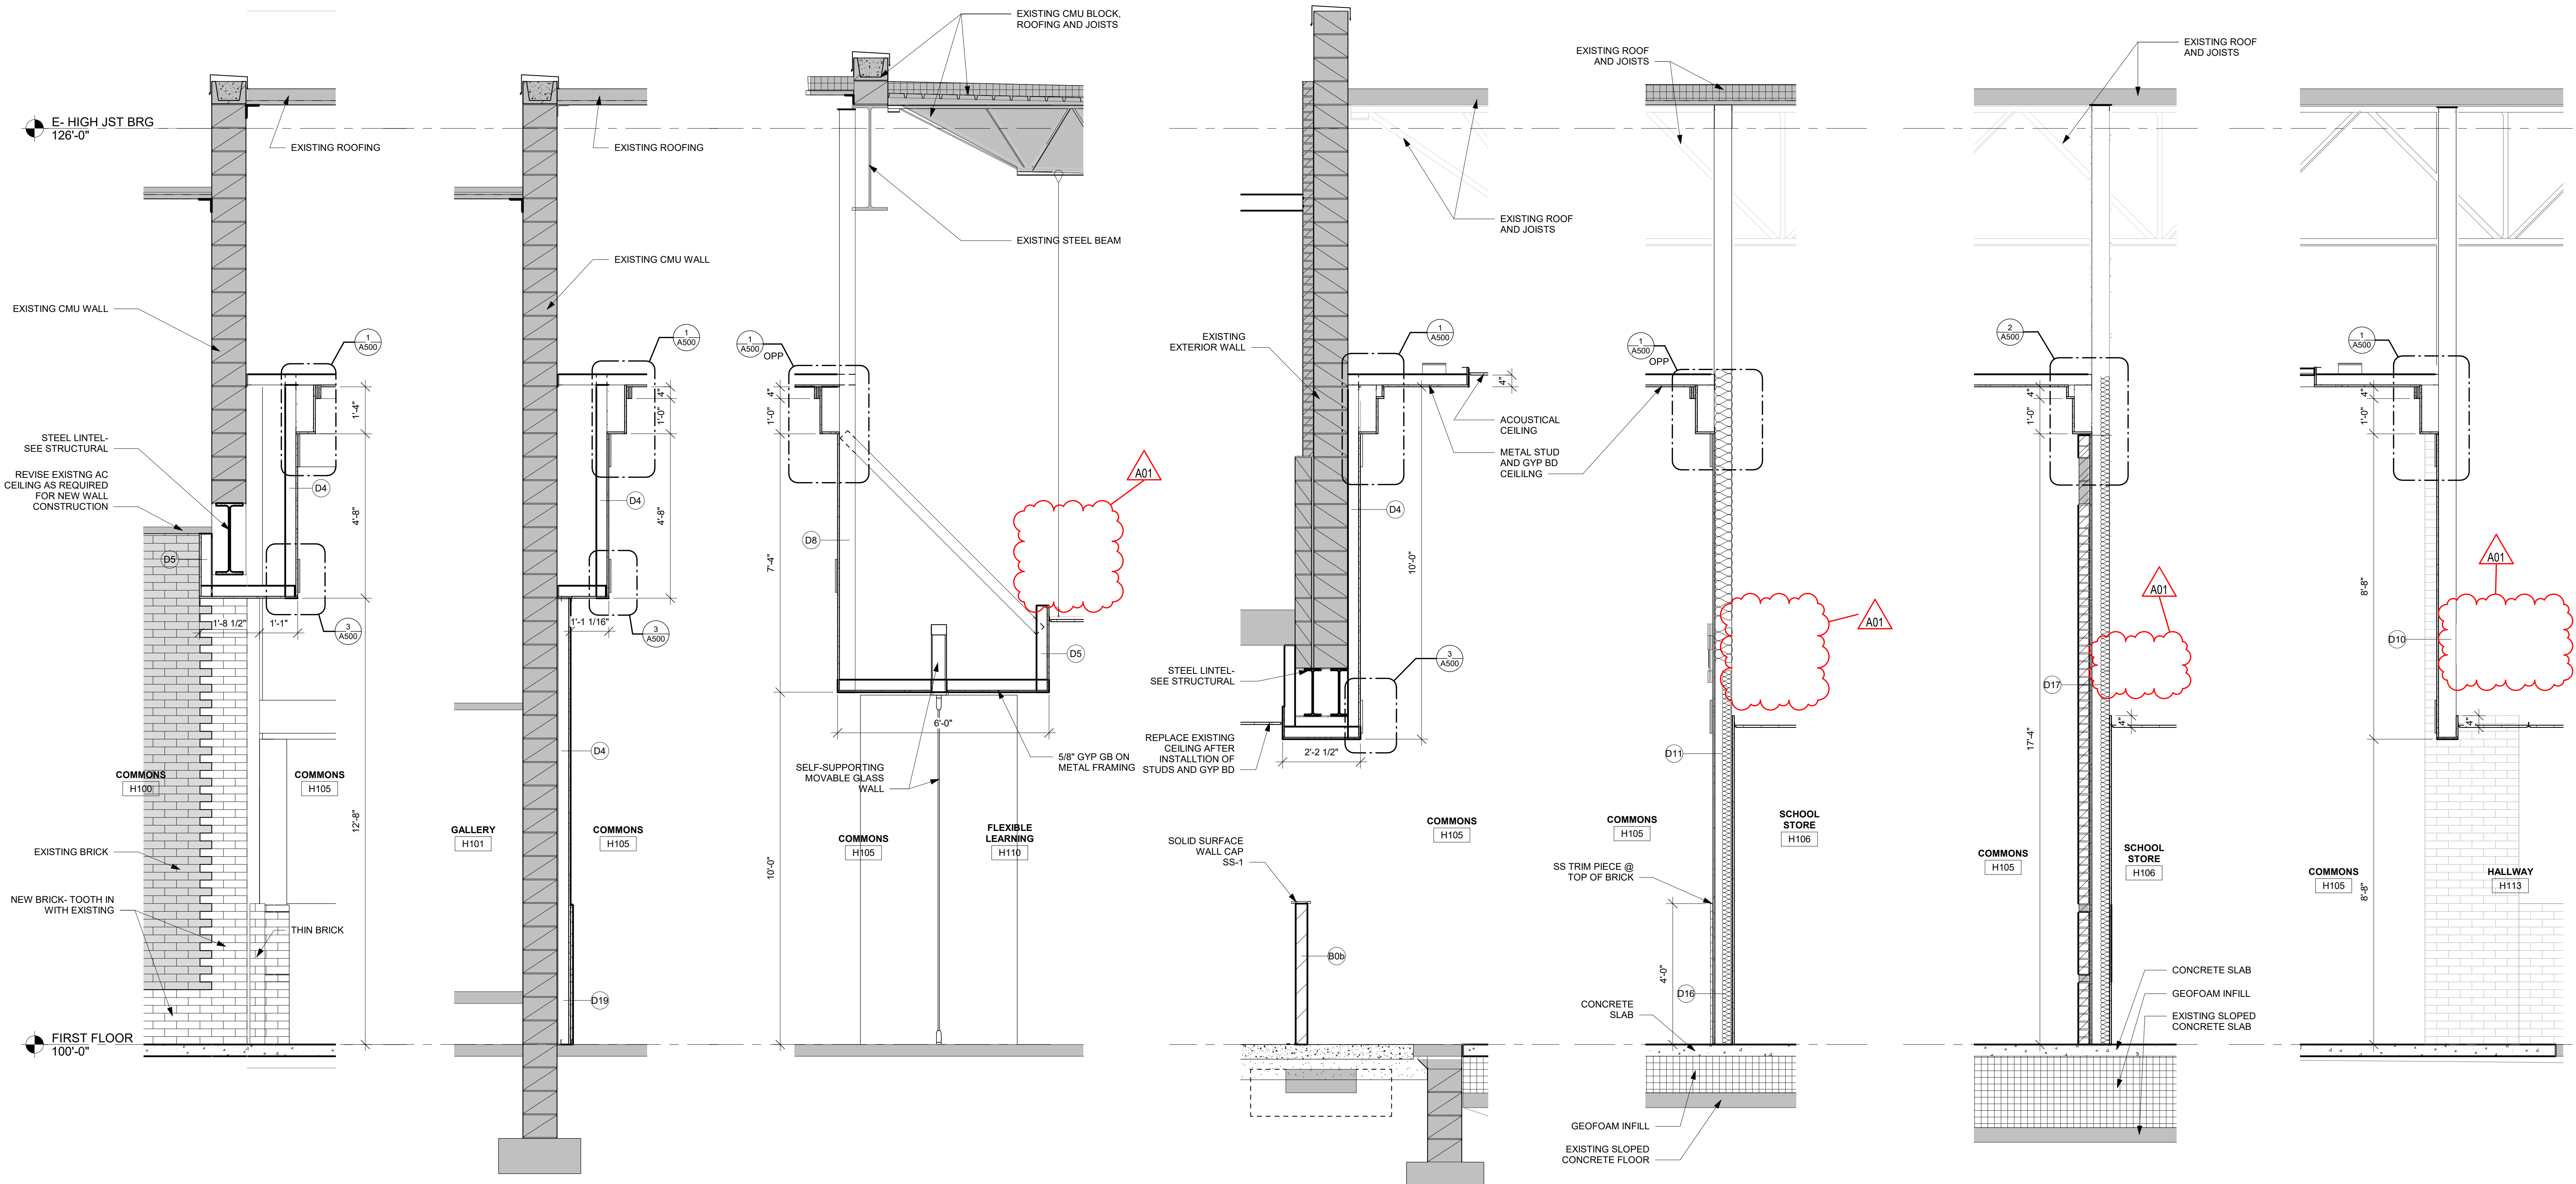 E- HIGH JST BRG
126'-0"
EXISTING ROOFING
EXISTING CMU WALL
1
A500
1'-4"
STEEL LINTEL-
SEE STRUCTURAL
REVISE EXISTNG AC
CEILING AS REQUIRED
FOR NEW WALL
CONSTRUCTION
D4
4'-8"
D5
1'-8 1/2"
1'-1"
3
A500
COMMONS
H100
COMMONS
H105
12'-8"
EXISTING BRICK
NEW BRICK- TOOTH IN
WITH EXISTING
THIN BRICK
FIRST FLOOR
100'-0"
EXISTING ROOFING
EXISTING CMU WALL
1
A500
4"
1'-0"
D4
4'-8"
1'-1 1/16"
3
A500
D4
GALLERY
H101
COMMONS
H105
D19
EXISTING CMU BLOCK,
ROOFING AND JOISTS
EXISTING STEEL BEAM
1
A500
OPP
4"
1'-0"
A01
D8
7'-4"
D5
6'-0"
SELF-SUPPORTING
MOVABLE GLASS
WALL
5/8" GYP GB ON
METAL FRAMING
COMMONS
H105
FLEXIBLE
LEARNING
H110
10'-0"
EXISTING ROOF
AND JOISTS
EXISTING
EXTERIOR WALL
1
A500
4"
ACOUSTICAL
CEILING
METAL STUD
AND GYP BD
CEILILNG
D4
10'-0"
STEEL LINTEL-
SEE STRUCTURAL
3
A500
REPLACE EXISTING
CEILING AFTER
INSTALLTION OF
STUDS AND GYP BD
2'-2 1/2"
COMMONS
H105
SOLID SURFACE
WALL CAP
SS-1
B0b
EXISTING ROOF
AND JOISTS
1
A500
OPP
A01
D11
COMMONS
H105
SCHOOL
STORE
H106
SS TRIM PIECE @
TOP OF BRICK
4'-0"
D16
CONCRETE
SLAB
GEOFOAM INFILL
EXISTING SLOPED
CONCRETE FLOOR
EXISTING ROOF
AND JOISTS
2
A500
4"
1'-0"
A01
D17
4"
17'-4"
COMMONS
H105
SCHOOL
STORE
H106
CONCRETE SLAB
GEOFOAM INFILL
EXISTING SLOPED
CONCRETE SLAB
1
A500
4"
1'-0"
A01
8'-8"
D10
4"
COMMONS
H105
HALLWAY
H113
8'-8"